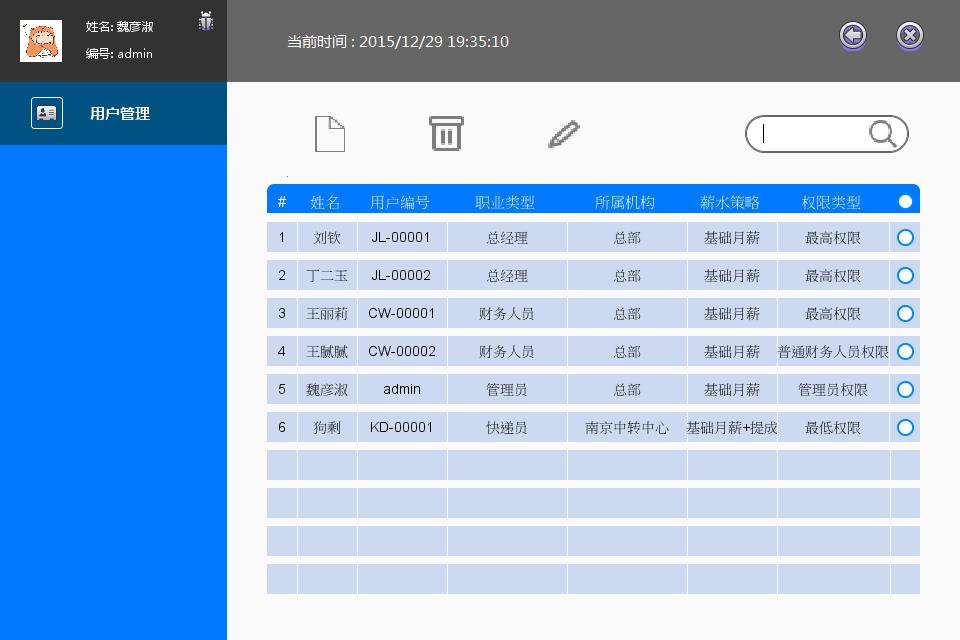 姓名: 魏彦淑
编号: admin
当前时间 : 2015/12/29 19:35:10
用户管理
# 姓名 用户编号 职业类型 所属机构 薪水策略 权限类型
1 刘钦 JL-00001 总经理 总部 基础月薪 最高权限
2 丁二玉 JL-00002 总经理 总部 基础月薪 最高权限
3 王丽莉 CW-00001 财务人员 总部 基础月薪 最高权限
4 王腻腻 CW-00002 财务人员 总部 基础月薪 普通财务人员权限
5 魏彦淑 admin 管理员 总部 基础月薪 管理员权限
6 狗剩 KD-00001 快递员 南京中转中心 基础月薪+提成 最低权限